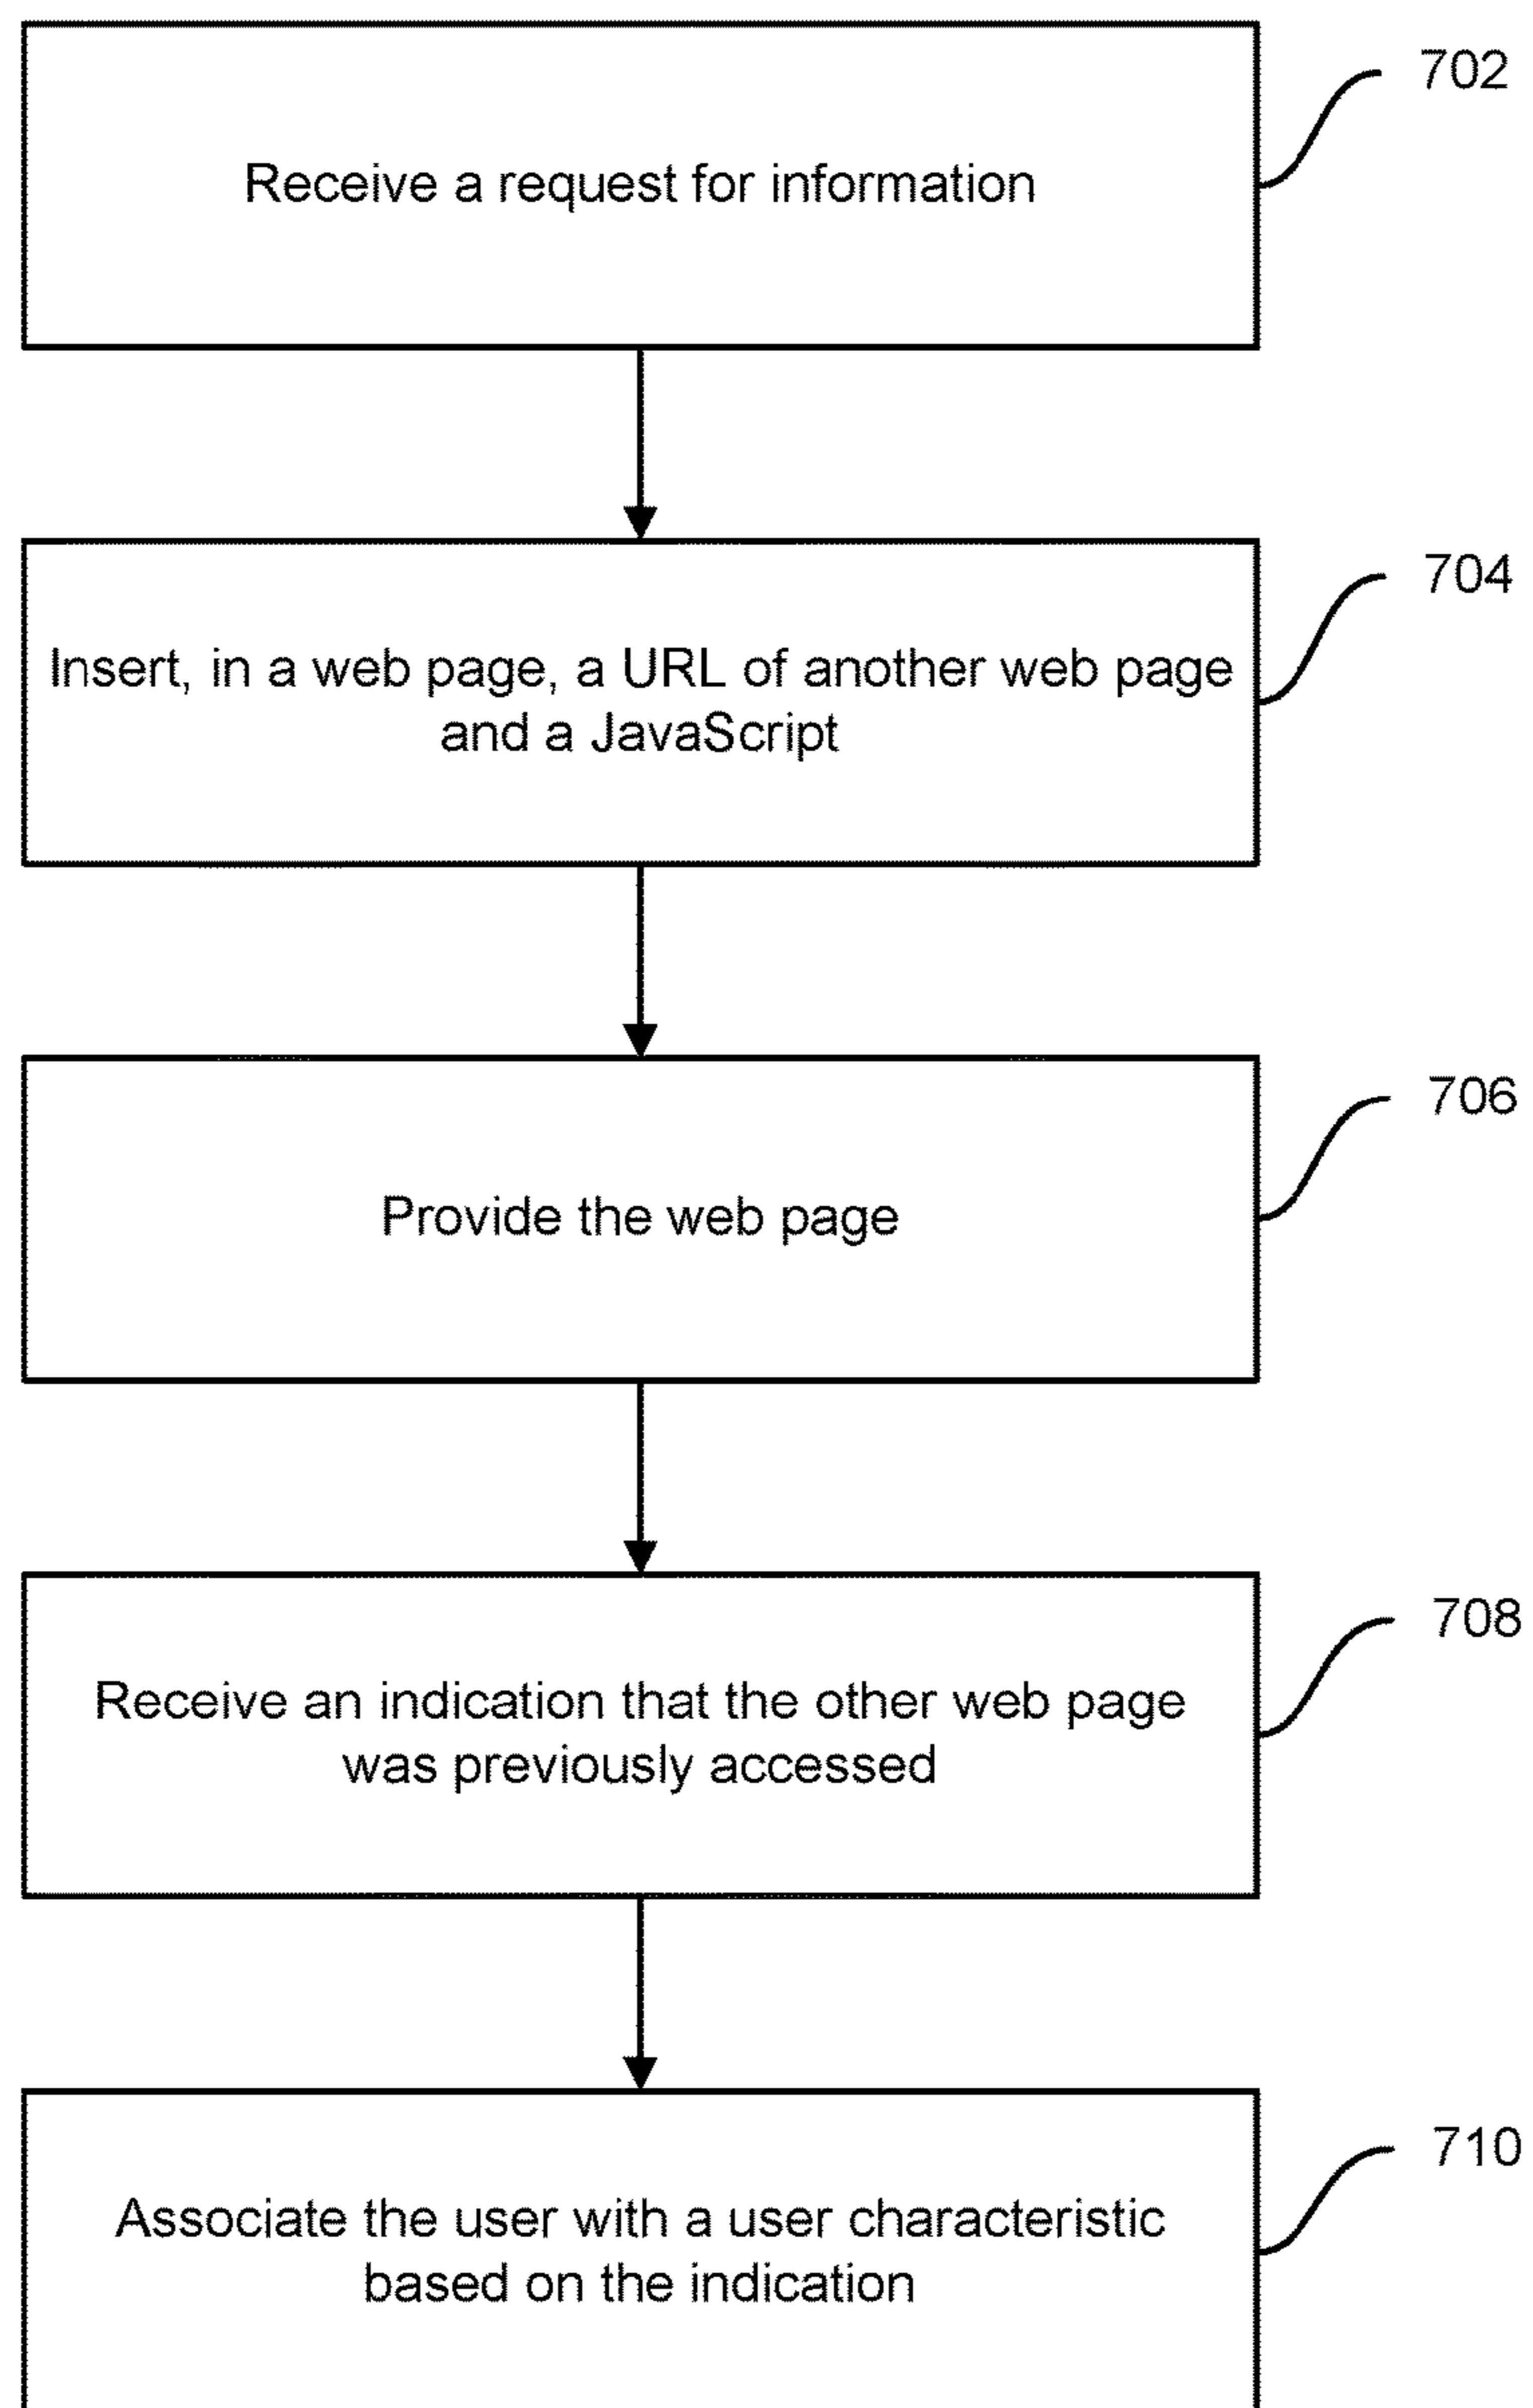 702
Receive a request for information
704
Insert, in a web page, a URL of another web page
and a JavaScript
706
Provide the web page
708
Receive an indication that the other web page
was previously accessed
710
Associate the user with a user characteristic
based on the indication